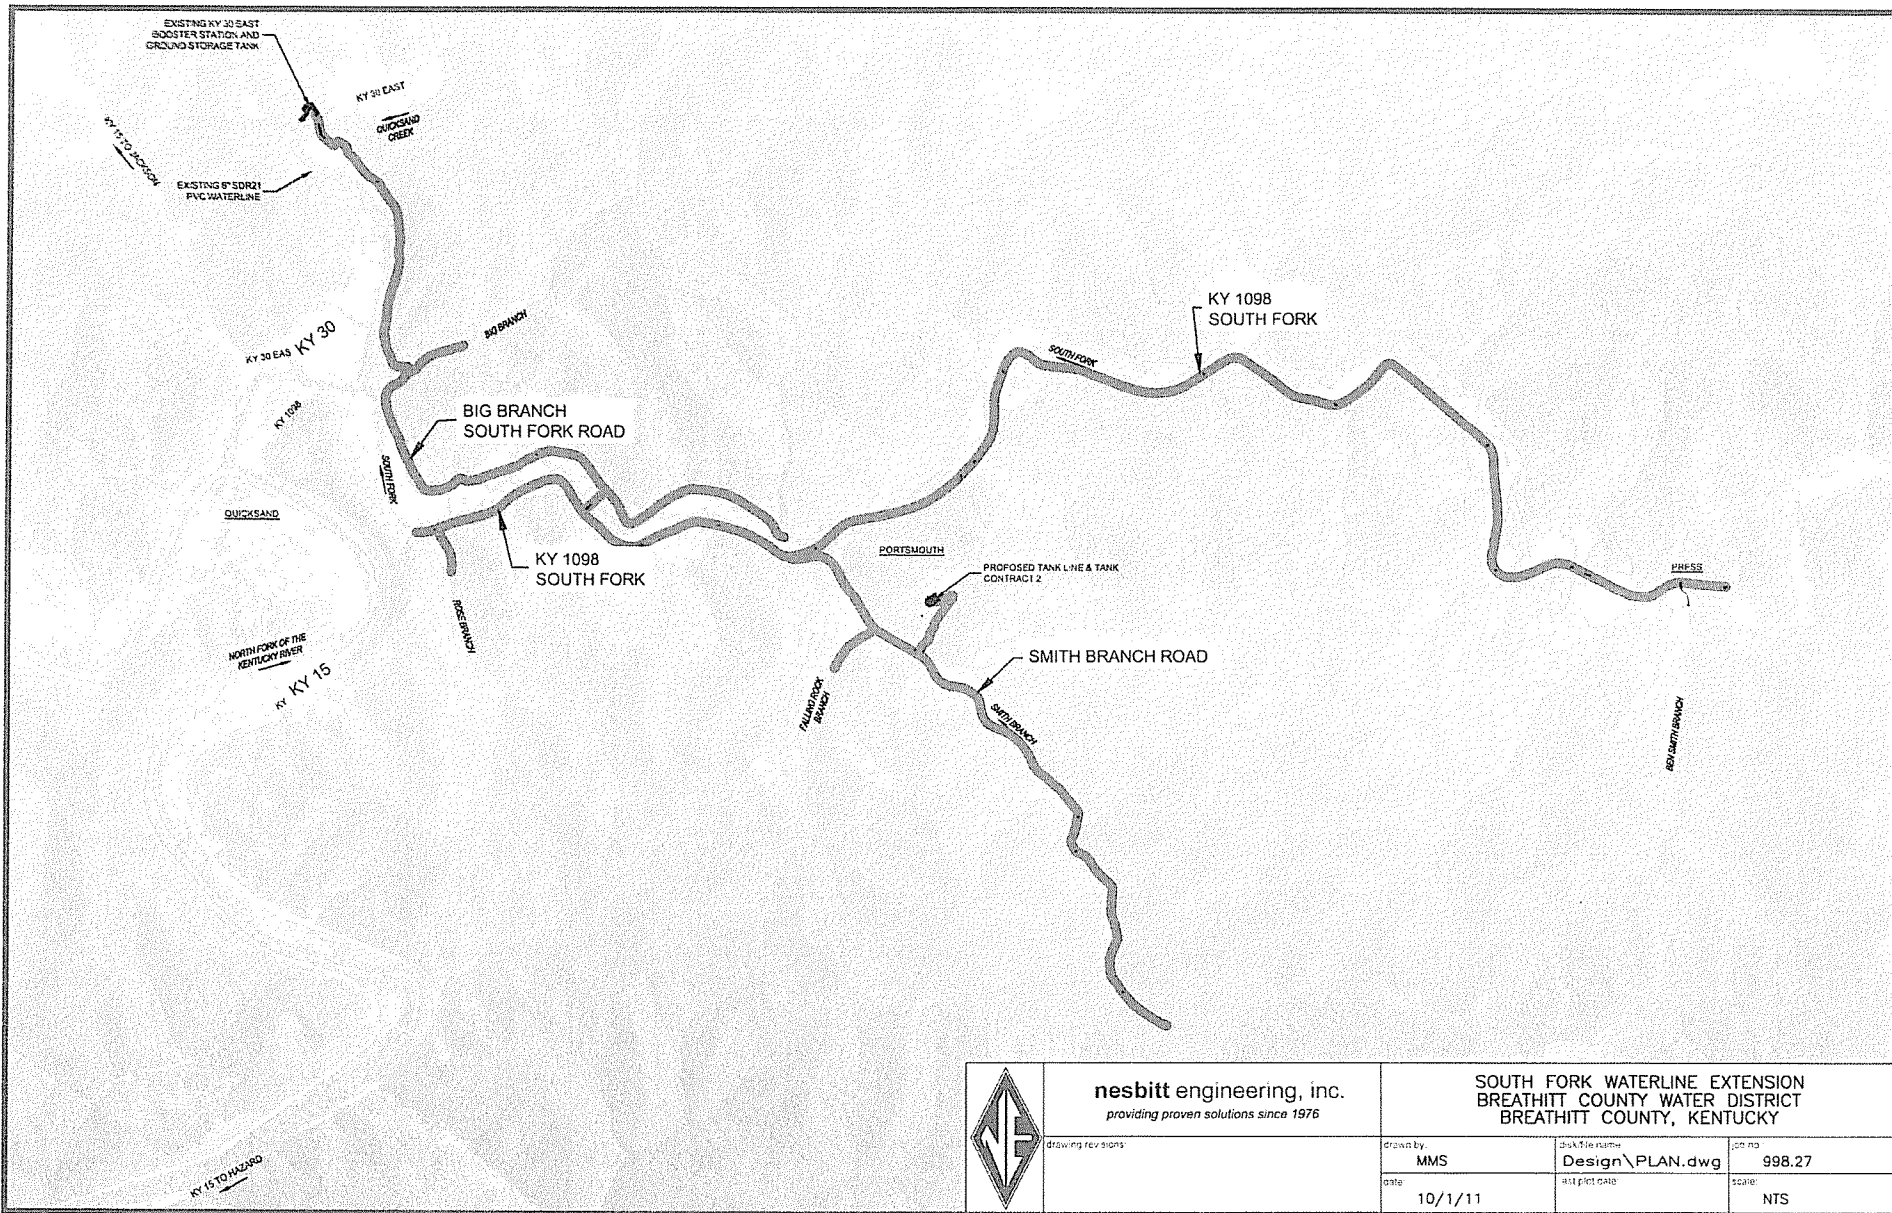 EXISTING KY 30 EAST
BOOSTER STATION AND
GROUND STORAGE TANK
KY 30 EAST
QUICKSAND
CREEK
KY 15 TO JACKSON
EXISTING 8" SDR21
PVC WATERLINE
BIG BRANCH
KY 30 EAS
KY 30
KY 1098
BIG BRANCH
SOUTH FORK ROAD
SOUTH FORK
KY 1098
SOUTH FORK
SOUTH FORK
QUICKSAND
KY 1098
SOUTH FORK
PORTSMOUTH
PROPOSED TANK LINE & TANK
CONTRACT 2
PRESS
ROSE BRANCH
NORTH FORK OF THE
KENTUCKY RIVER
KY
KY 15
SMITH BRANCH ROAD
FALLING ROCK
BRANCH
SMITH BRANCH
BEN SMITH BRANCH
KY 15 TO HAZARD
NE
nesbitt engineering, inc.
providing proven solutions since 1976
drawing revisions:
SOUTH FORK WATERLINE EXTENSION
BREATHITT COUNTY WATER DISTRICT
BREATHITT COUNTY, KENTUCKY
drawn by:
MMS
disk/file name
Design\PLAN.dwg
job no
998.27
date:
10/1/11
last plot date:
scale:
NTS